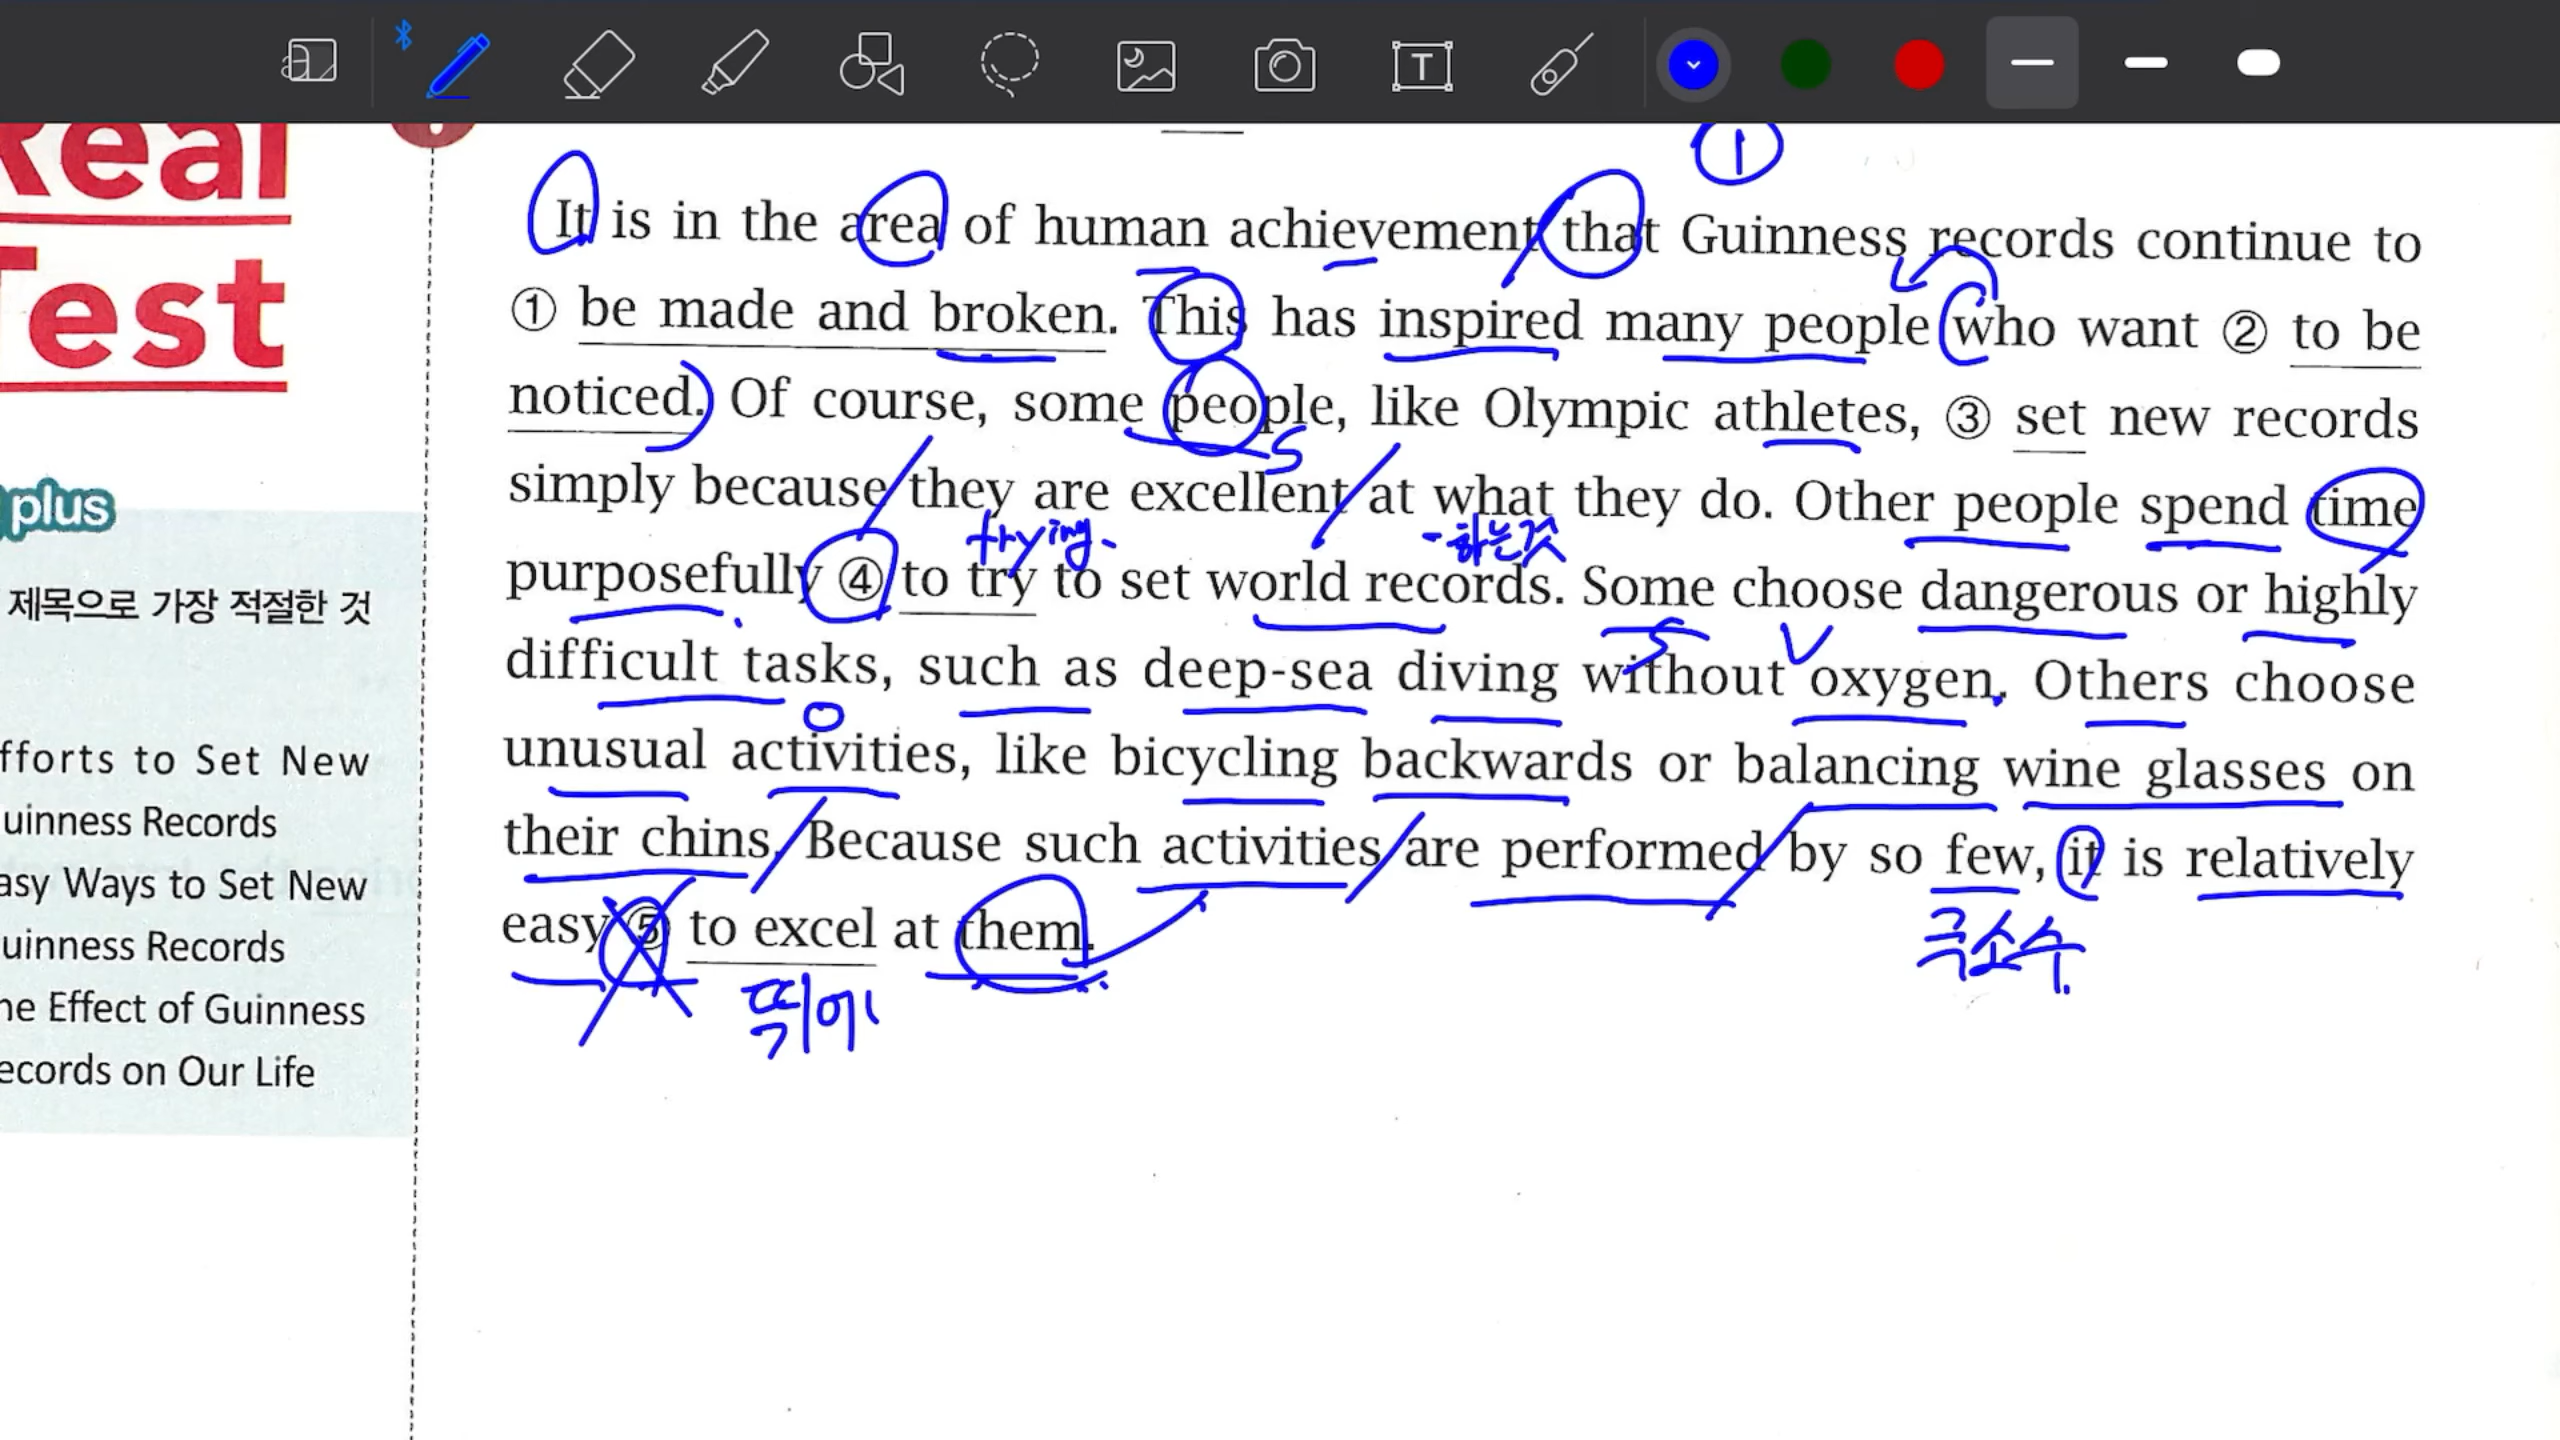 ①
Real
Test
It is in the area of human achievement that Guinness records continue to
① be made and broken. This has inspired many people who want ② to be
noticed. Of course, some people, like Olympic athletes, ③ set new records
S
simply because they are excellent at what they do. Other people spend time
trying
-하는것
purposefully ④ to try to set world records. Some choose dangerous or highly
S V
difficult tasks, such as deep-sea diving without oxygen. Others choose
O
unusual activities, like bicycling backwards or balancing wine glasses on
their chins. Because such activities are performed by so few, it is relatively
극소수.
easy ⑤ to excel at them.
뛰어
plus
제목으로 가장 적절한 것
fforts to Set New
uinness Records
asy Ways to Set New
uinness Records
he Effect of Guinness
ecords on Our Life